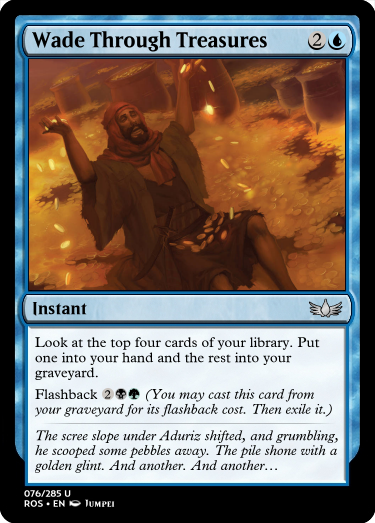 Wade Through Treasures 2
Instant
Look at the top four cards of your library. Put
one into your hand and the rest into your
graveyard.
Flashback 2 (You may cast this card from
your graveyard for its flashback cost. Then exile it.)
The scree slope under Aduriz shifted, and grumbling,
he scooped some pebbles away. The pile shone with a
golden glint. And another. And another…
076/285 U
ROS • EN Jumpei